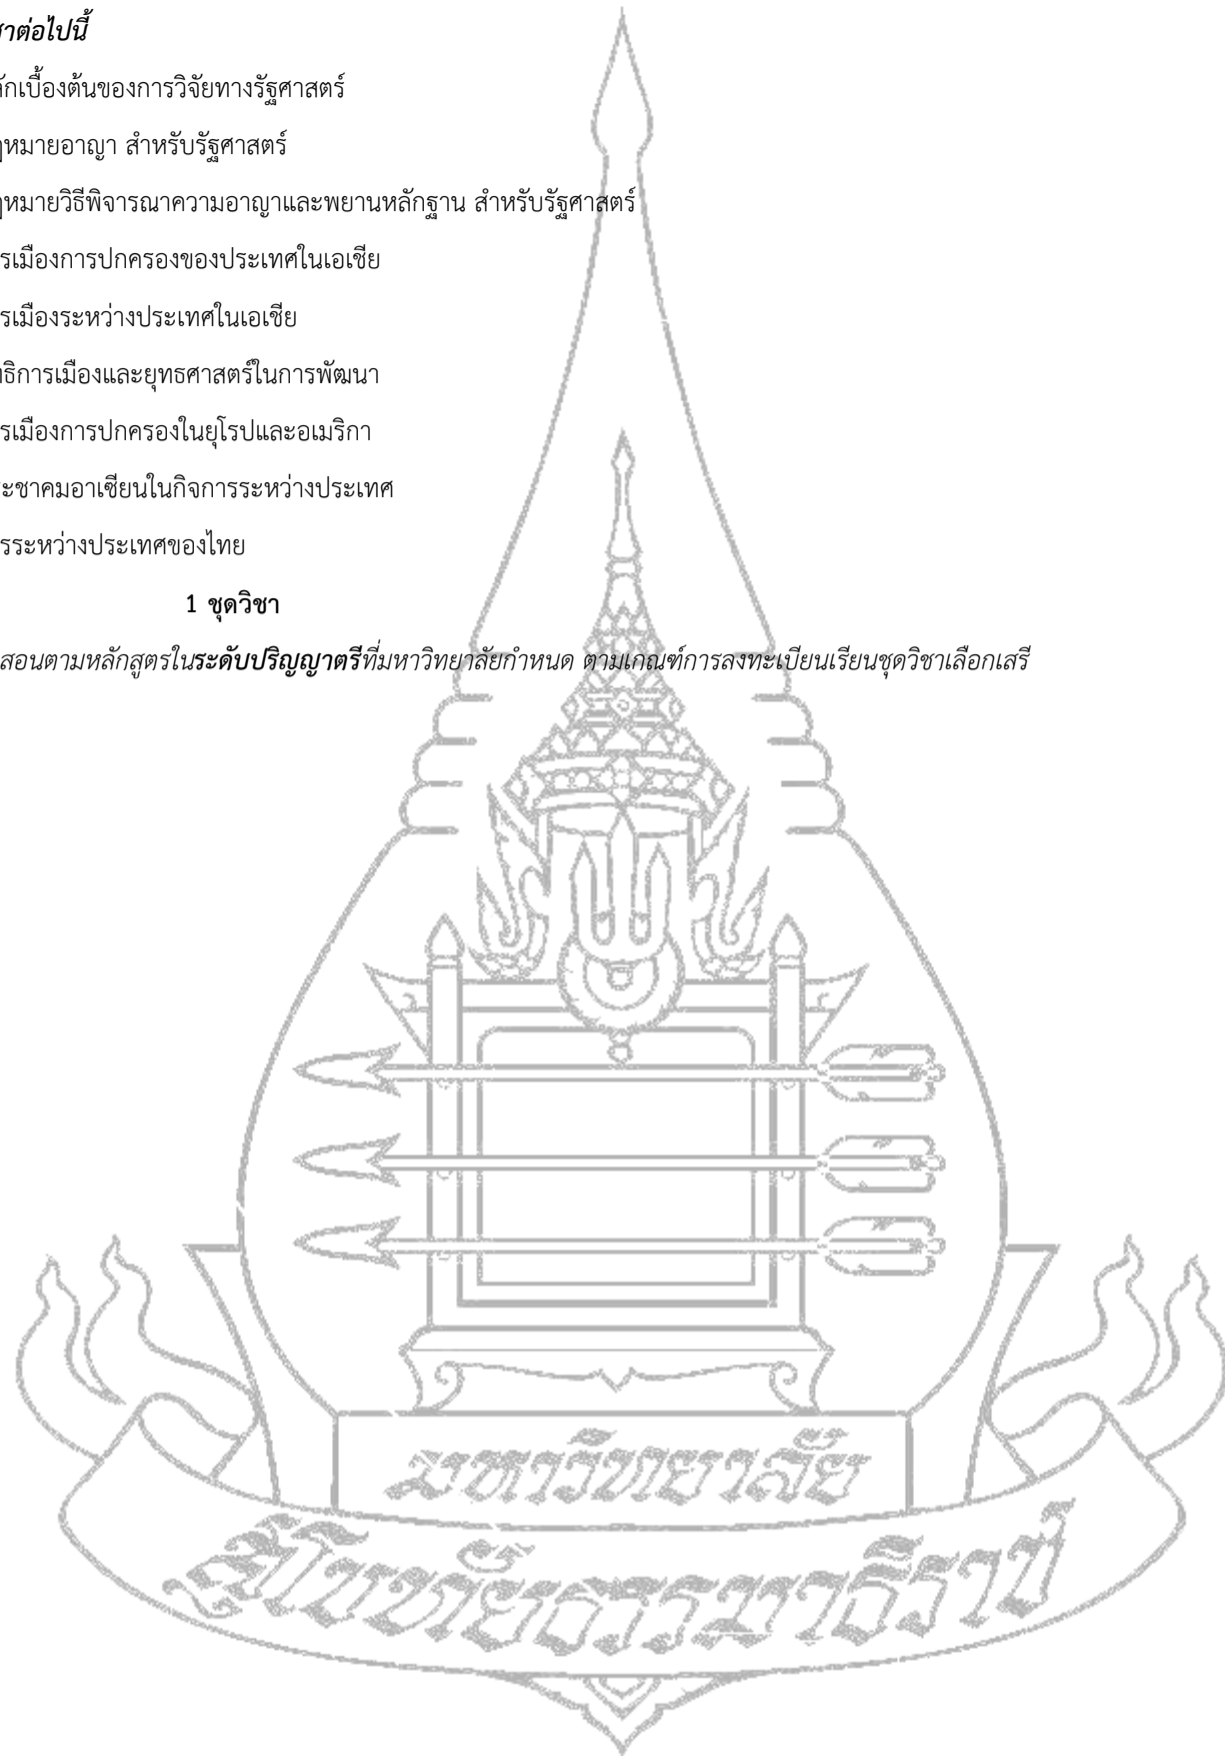 าต่อไปนี้
ักเบื้องต้นของการวิจัยทางรัฐศาสตร์
ฎหมายอาญา สำหรับรัฐศาสตร์
ฎหมายวิธีพิจารณาความอาญาและพยานหลักฐาน สำหรับรัฐศาสตร์
รเมืองการปกครองของประเทศในเอเชีย
รเมืองระหว่างประเทศในเอเชีย
ทธิการเมืองและยุทธศาสตร์ในการพัฒนา
รเมืองการปกครองในยุโรปและอเมริกา
ะชาคมอาเซียนในกิจการระหว่างประเทศ
รระหว่างประเทศของไทย
1 ชุดวิชา
สอนตามหลักสูตรในระดับปริญญาตรีที่มหาวิทยาลัยกำหนด ตามเกณฑ์การลงทะเบียนเรียนชุดวิชาเลือกเสรี
มหาวิทยาลัย
สุโขทัยธรรมาธิราช